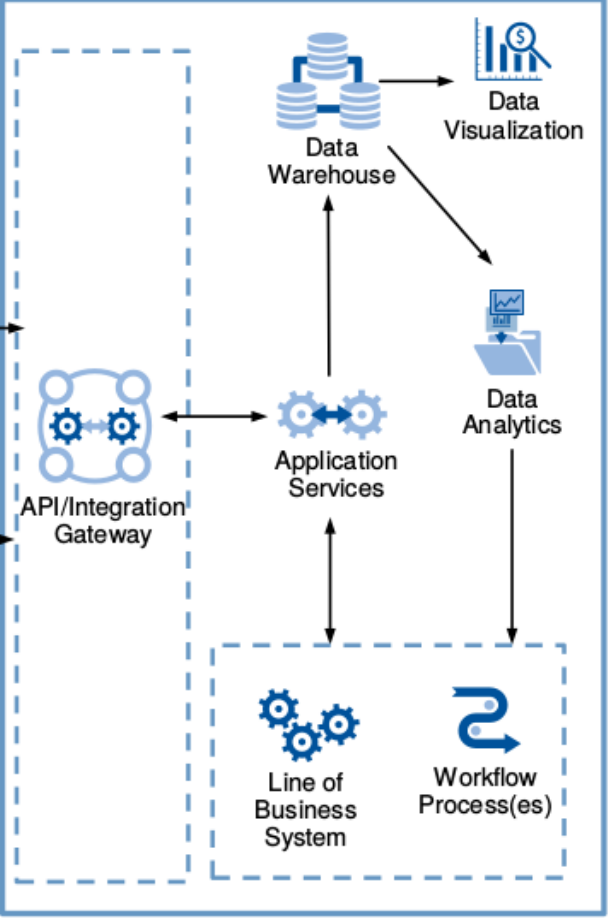 $
Data
Visualization
Data
Warehouse
Data
Analytics
Application
Services
API/Integration
Gateway
Line of
Business
System
Workflow
Process(es)